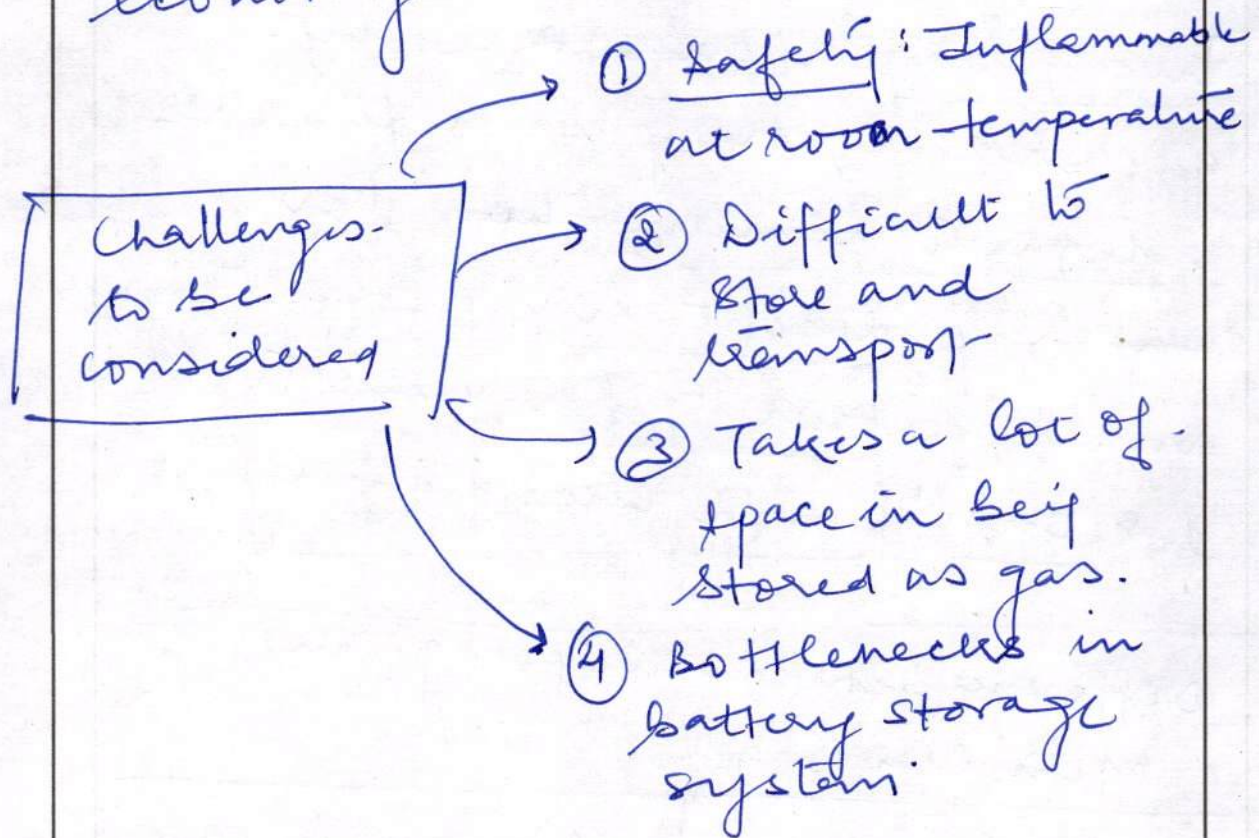 economy
① Safety: Inflammable
at room temperature
Challenges
to be
considered
② Difficult to
store and
transport
③ Takes a lot of
space in being
stored as gas.
④ Bottlenecks in
battery storage
system